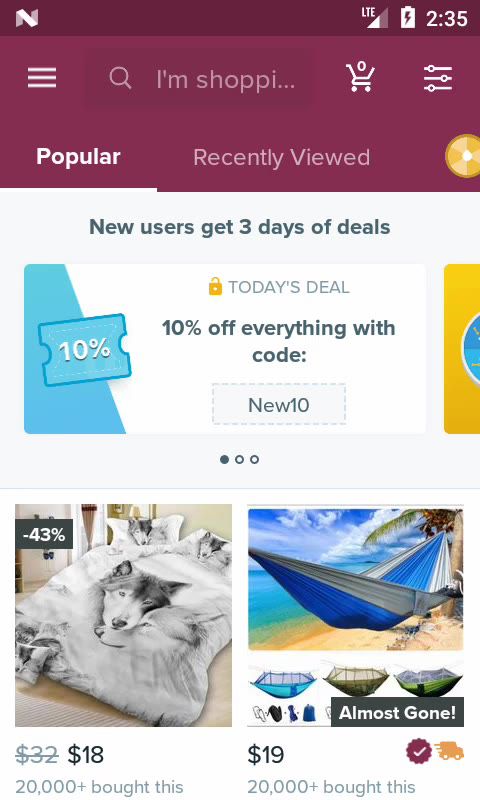 LTE 2:35
0
I'm shoppi...
Popular
Recently Viewed
New users get 3 days of deals
TODAY'S DEAL
10%
10% off everything with
code:
New10
-43%
Almost Gone!
$32 $18
$19
20,000+ bought this
20,000+ bought this